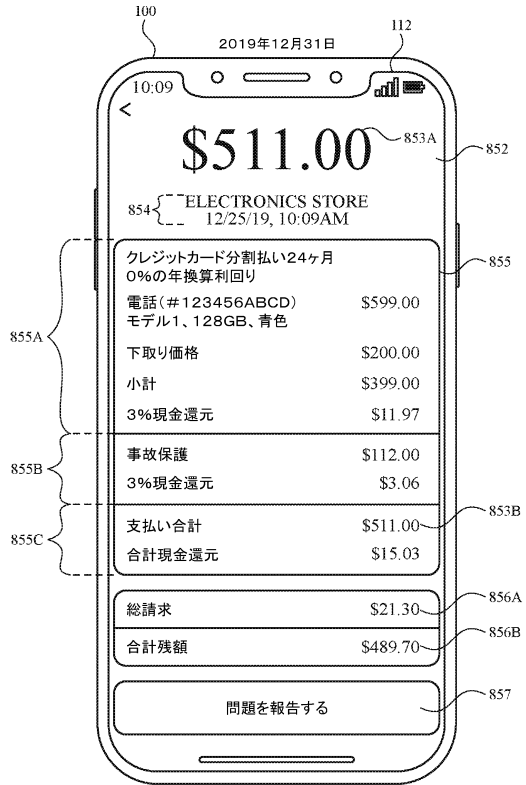 100
2019年12月31日
112
10:09
<
$511.00
853A
852
854
ELECTRONICS STORE
12/25/19, 10:09AM
855
855A
クレジットカード分割払い24ヶ月
0%の年換算利回り
電話(#123456ABCD) $599.00
モデル1、128GB、青色
下取り価格 $200.00
小計 $399.00
3%現金還元 $11.97
855B
事故保護 $112.00
3%現金還元 $3.06
855C
853B
支払い合計 $511.00
合計現金還元 $15.03
856A
総請求 $21.30
856B
合計残額 $489.70
857
問題を報告する